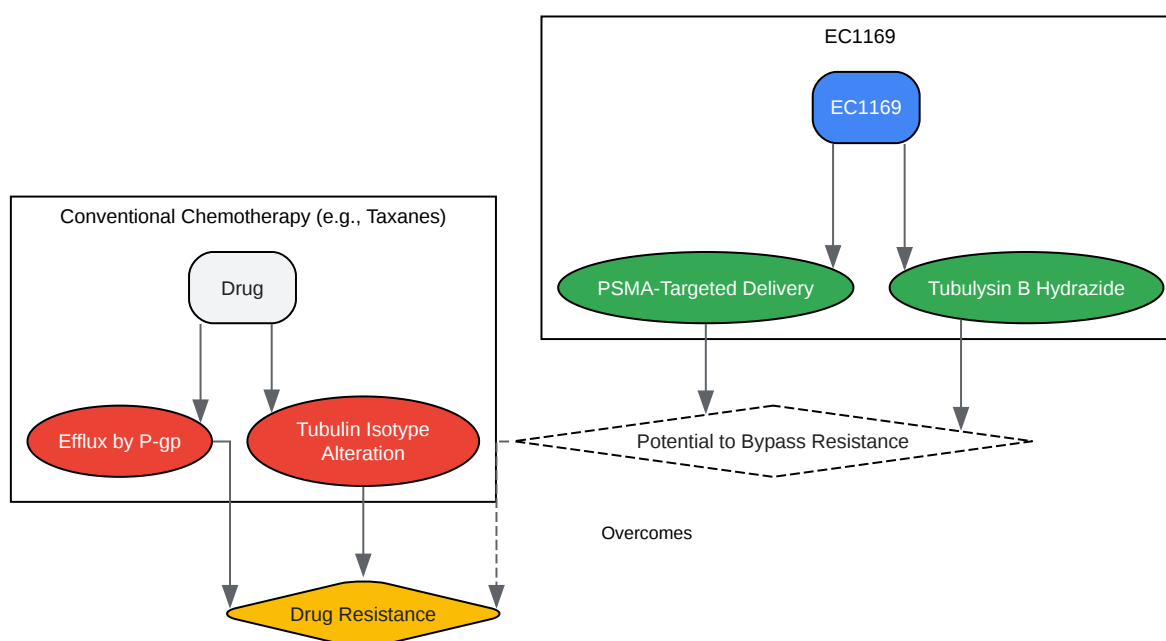 EC1169
EC1169
Conventional Chemotherapy (e.g., Taxanes)
Drug
PSMA-Targeted Delivery
Tubulysin B Hydrazide
Efflux by P-gp
Tubulin Isotype
Alteration
Potential to Bypass Resistance
Overcomes
Drug Resistance